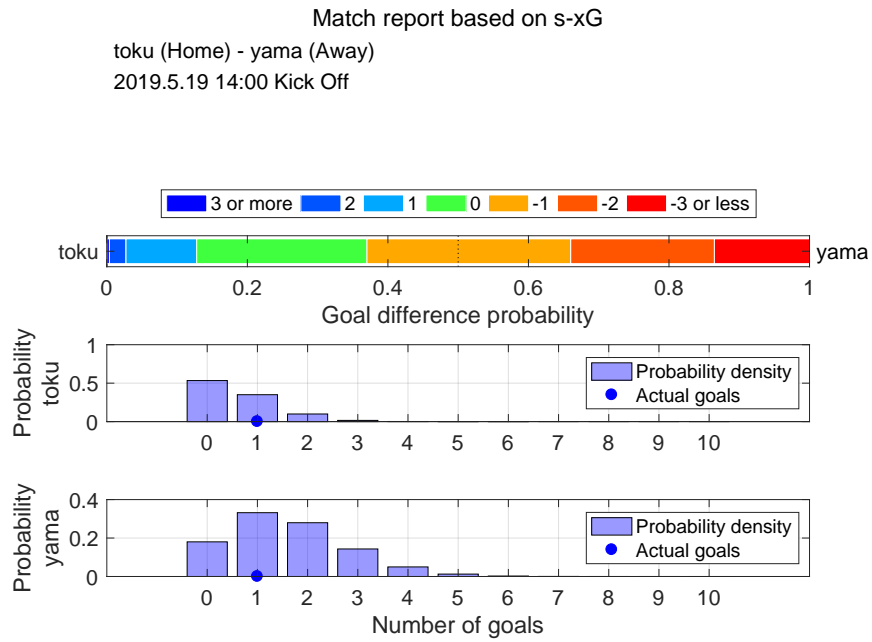 Match report based on s-xG
toku (Home) - yama (Away)
2019.5.19 14:00 Kick Off
3 or more 2 1 0 -1 -2 -3 or less
toku yama
0 0.2 0.4 0.6 0.8 1
Goal difference probability
Probability
toku
1
0.5
0
Probability density
Actual goals
0 1 2 3 4 5 6 7 8 9 10
Probability
yama
0.4
0.2
0
Probability density
Actual goals
0 1 2 3 4 5 6 7 8 9 10
Number of goals